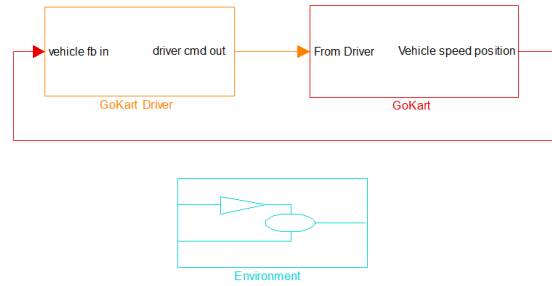 vehicle fb in
driver cmd out
From Driver
Vehicle speed position
GoKart Driver
GoKart
Environment